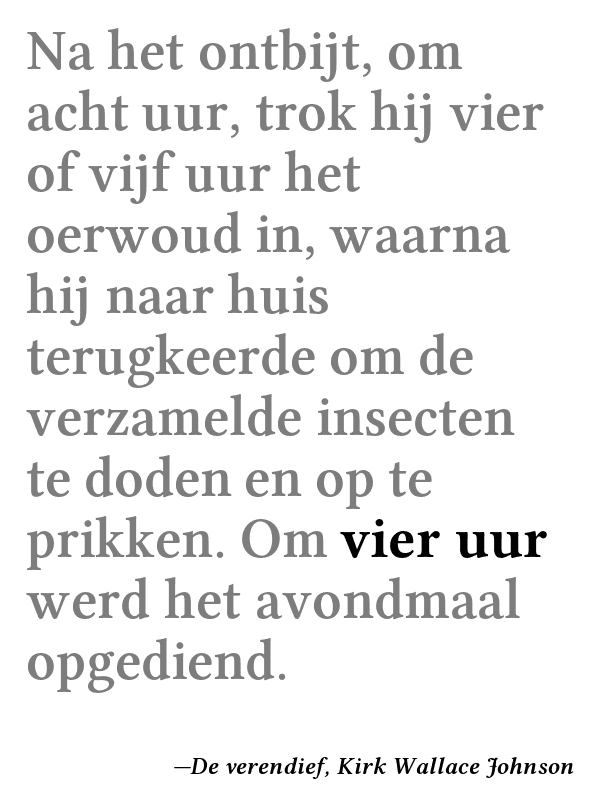 Na het ontbijt, om
acht uur, trok hij vier
of vijf uur het
oerwoud in, waarna
hij naar huis
terugkeerde om de
verzamelde insecten
te doden en op te
prikken. Om vier uur
werd het avondmaal
opgediend.
—De verendief, Kirk Wallace Johnson